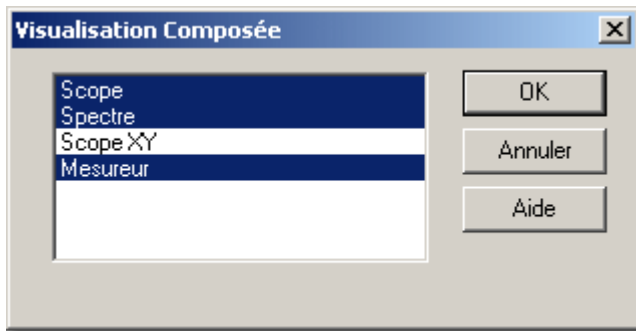 Visualisation Composée
Scope
Spectre
Scope XY
Mesureur
OK
Annuler
Aide